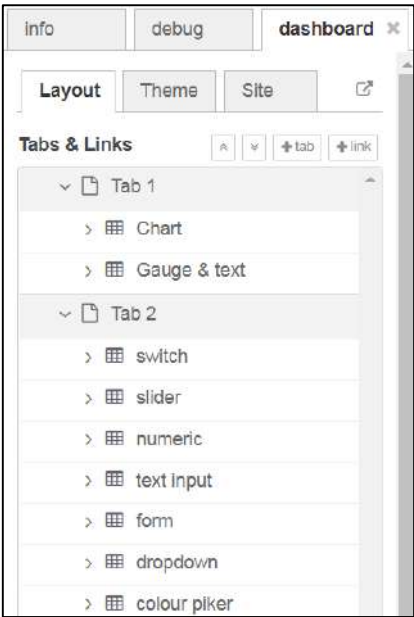 info debug dashboard
Layout Theme Site
Tabs & Links +tab +link
Tab 1
Chart
Gauge & text
Tab 2
switch
slider
numeric
text input
form
dropdown
colour piker